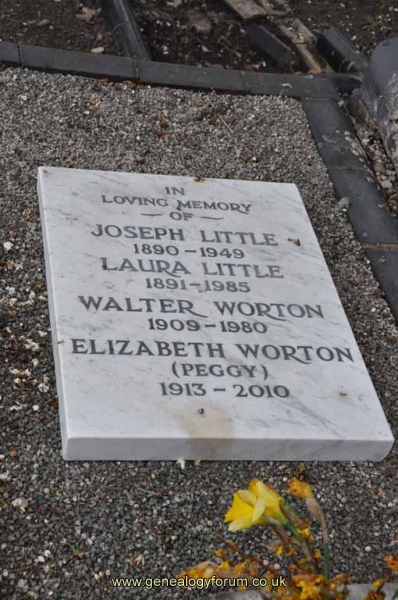 IN
LOVING MEMORY
OF
JOSEPH LITTLE
1890-1949
LAURA LITTLE
1891-1985
WALTER WORTON
1909-1980
ELIZABETH WORTON
(PEGGY)
1913-2010
www.genealogyforum.co.uk